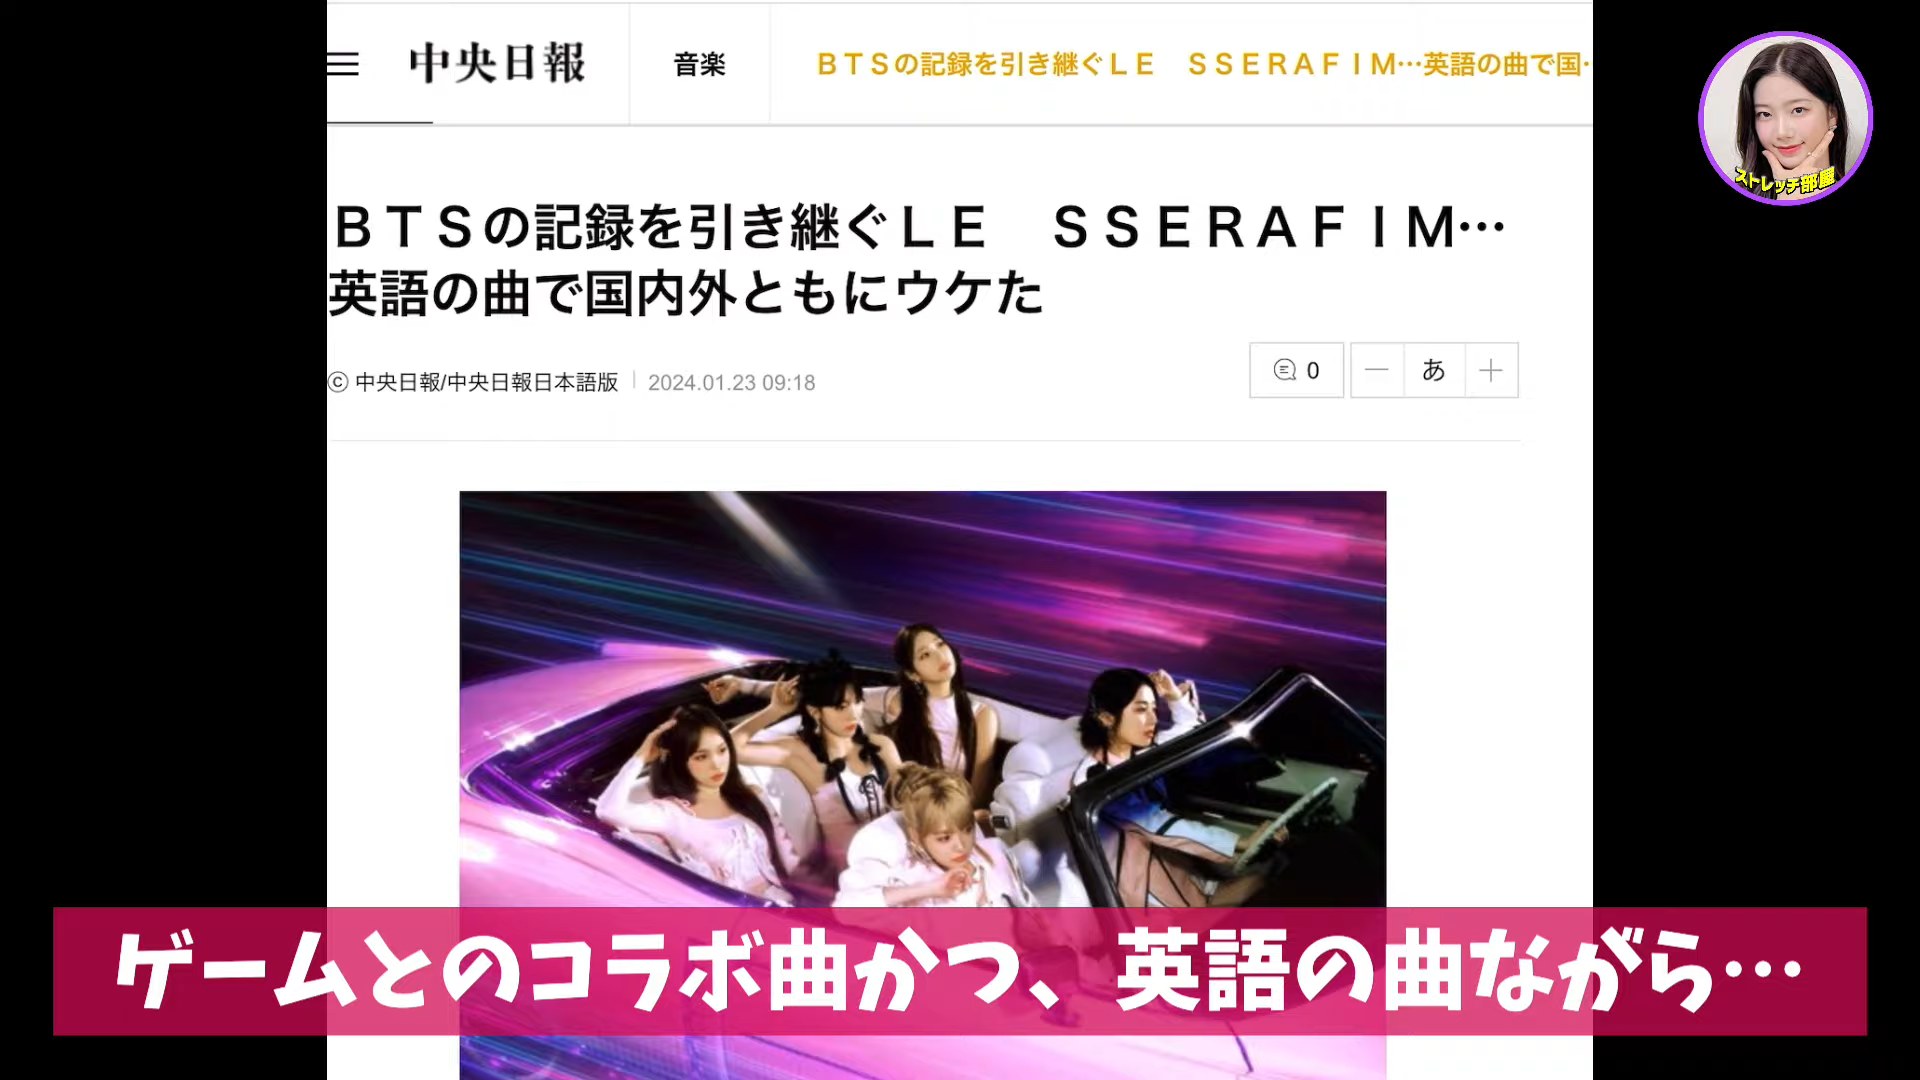 中央日報
音楽
ＢＴＳの記録を引き継ぐＬＥ　ＳＳＥＲＡＦＩＭ…英語の曲で国…
ストレッチ部屋
ＢＴＳの記録を引き継ぐＬＥ　ＳＳＥＲＡＦＩＭ…
英語の曲で国内外ともにウケた
ⓒ 中央日報/中央日報日本語版 2024.01.23 09:18
0
あ
ゲームとのコラボ曲かつ、英語の曲ながら…